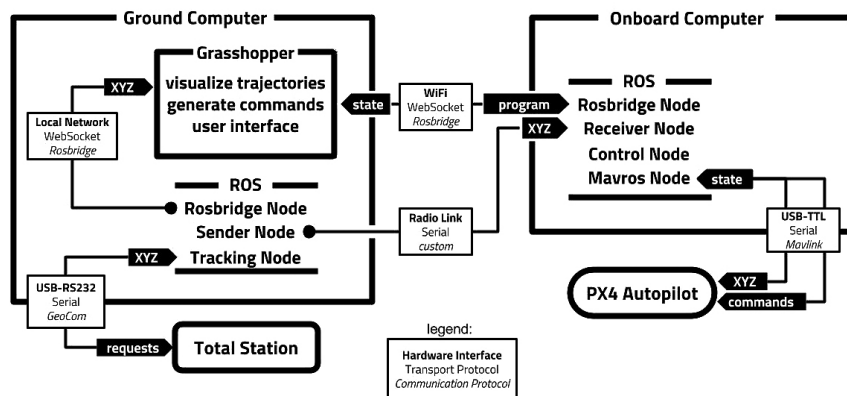 Ground Computer
Grasshopper
visualize trajectories
generate commands
user interface
XYZ
Local Network
WebSocket
Rosbridge
ROS
Rosbridge Node
Sender Node
Tracking Node
XYZ
USB-RS232
Serial
GeoCom
requests
Total Station
state
WiFi
WebSocket
Rosbridge
program
XYZ
Radio Link
Serial
custom
Onboard Computer
ROS
Rosbridge Node
Receiver Node
Control Node
Mavros Node
state
USB-TTL
Serial
Mavlink
XYZ
commands
PX4 Autopilot
legend:
Hardware Interface
Transport Protocol
Communication Protocol